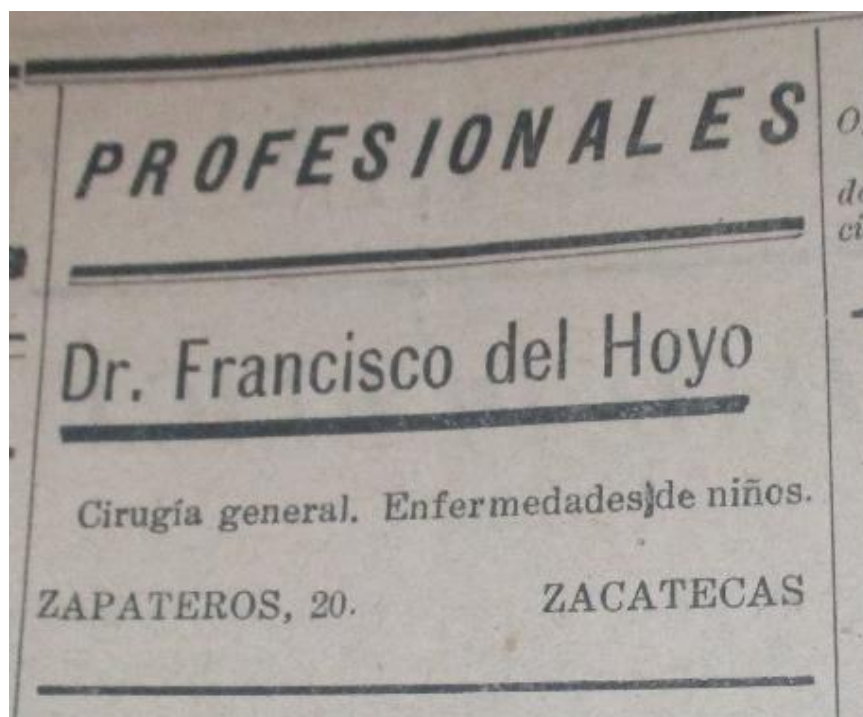 PROFESIONALES
Dr. Francisco del Hoyo
Cirugía general. Enfermedades de niños.
ZAPATEROS, 20. ZACATECAS